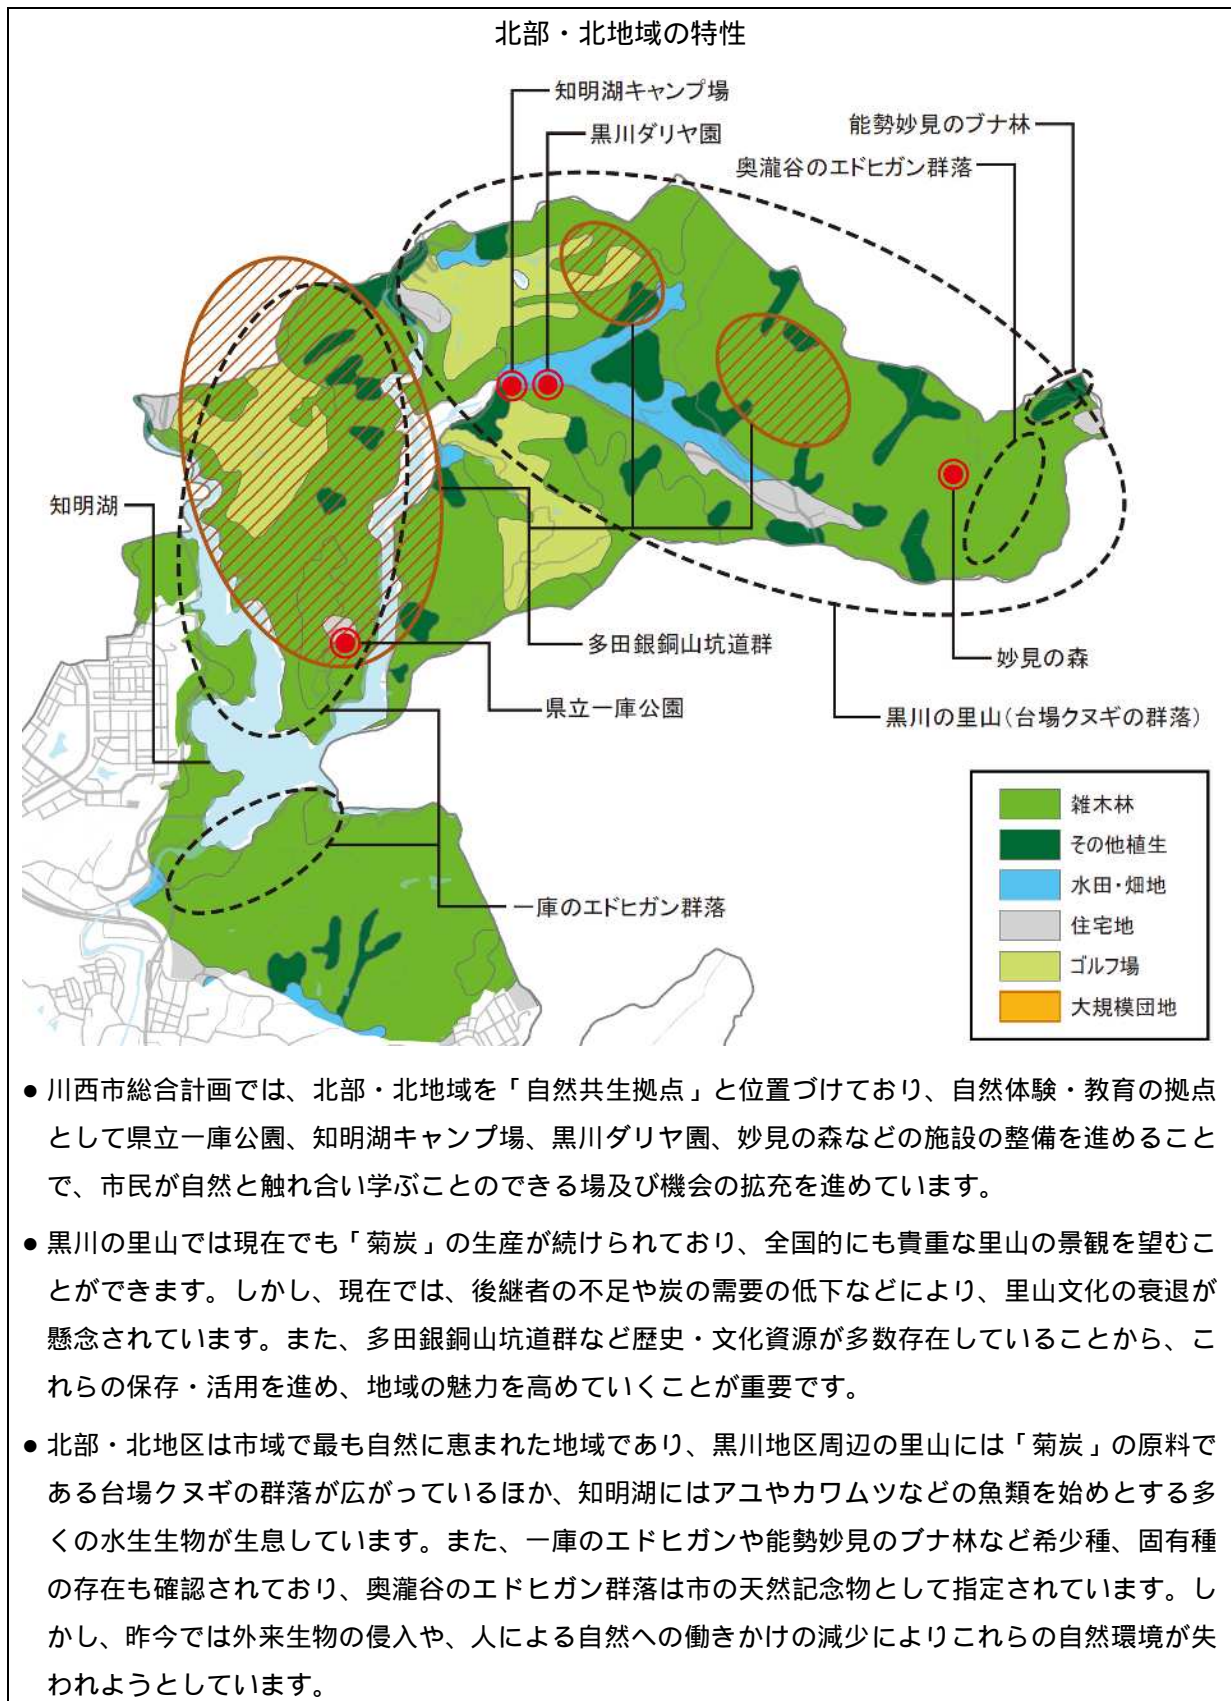 北部・北地域の特性
知明湖キャンプ場
黒川ダリヤ園
能勢妙見のブナ林
奥瀧谷のエドヒガン群落
知明湖
多田銀銅山坑道群
妙見の森
県立一庫公園
黒川の里山(台場クヌギの群落)
一庫のエドヒガン群落
雑木林
その他植生
水田・畑地
住宅地
ゴルフ場
大規模団地
● 川西市総合計画では、北部・北地域を「自然共生拠点」と位置づけており、自然体験・教育の拠点
として県立一庫公園、知明湖キャンプ場、黒川ダリヤ園、妙見の森などの施設の整備を進めること
で、市民が自然と触れ合い学ぶことのできる場及び機会の拡充を進めています。
● 黒川の里山では現在でも「菊炭」の生産が続けられており、全国的にも貴重な里山の景観を望むこ
とができます。しかし、現在では、後継者の不足や炭の需要の低下などにより、里山文化の衰退が
懸念されています。また、多田銀銅山坑道群など歴史・文化資源が多数存在していることから、こ
れらの保存・活用を進め、地域の魅力を高めていくことが重要です。
● 北部・北地区は市域で最も自然に恵まれた地域であり、黒川地区周辺の里山には「菊炭」の原料で
ある台場クヌギの群落が広がっているほか、知明湖にはアユやカワムツなどの魚類を始めとする多
くの水生生物が生息しています。また、一庫のエドヒガンや能勢妙見のブナ林など希少種、固有種
の存在も確認されており、奥瀧谷のエドヒガン群落は市の天然記念物として指定されています。し
かし、昨今では外来生物の侵入や、人による自然への働きかけの減少によりこれらの自然環境が失
われようとしています。